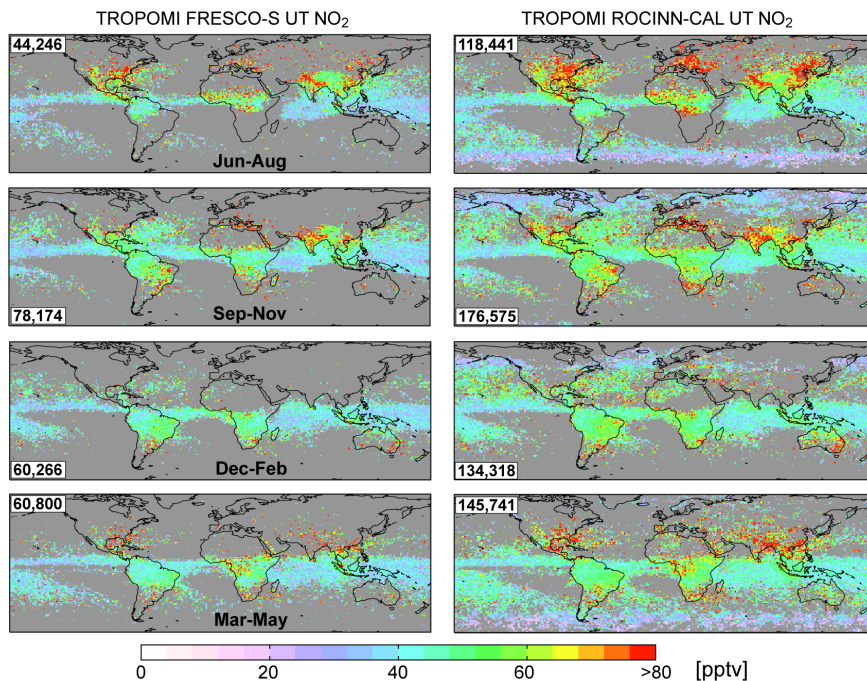 TROPOMI FRESCO-S UT NO₂ TROPOMI ROCINN-CAL UT NO₂
44,246 118,441
Jun-Aug
78,174 Sep-Nov 176,575
60,266 Dec-Feb 134,318
60,800 145,741
Mar-May
0 20 40 60 >80 [pptv]